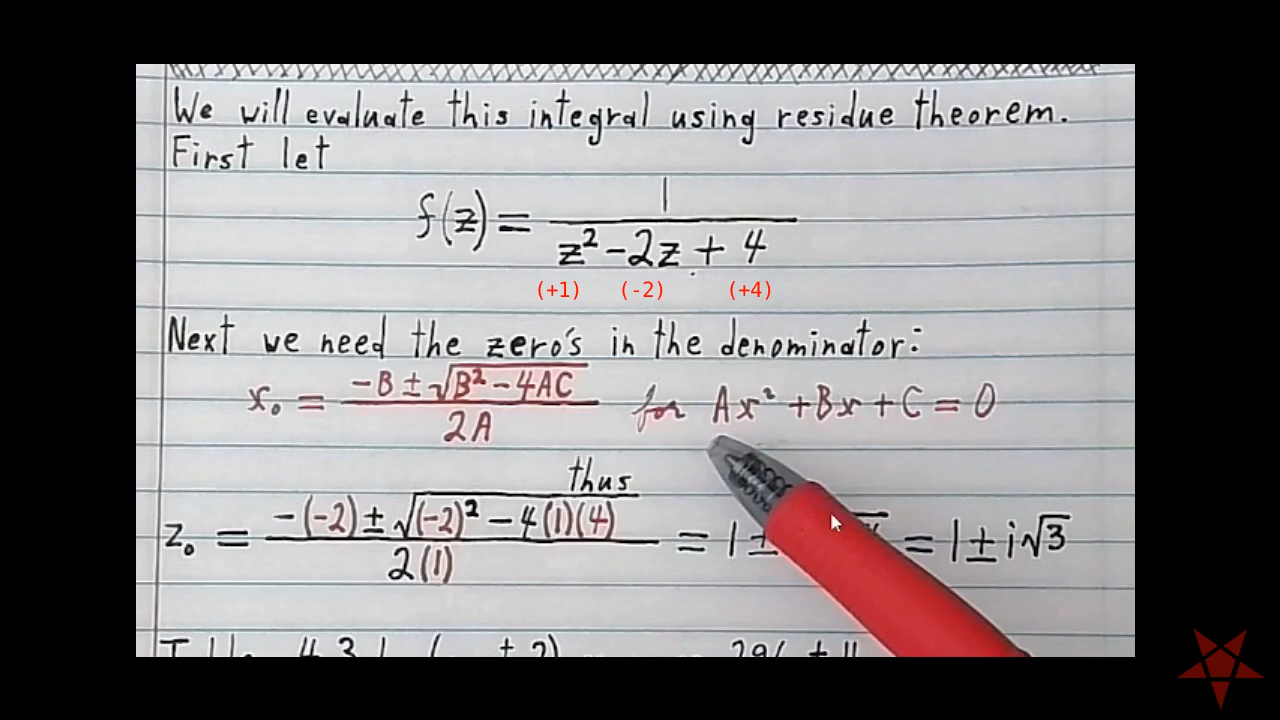 We will evaluate this integral using residue theorem.
First let
f(z) = 1 / (z² - 2z + 4)
(+1) (-2) (+4)
Next we need the zero's in the denominator:
x₀ = (-B ± √(B² - 4AC)) / 2A for Ax² + Bx + C = 0
thus
z₀ = (-(-2) ± √((-2)² - 4(1)(4))) / 2(1) = 1 ± = 1 ± i√3